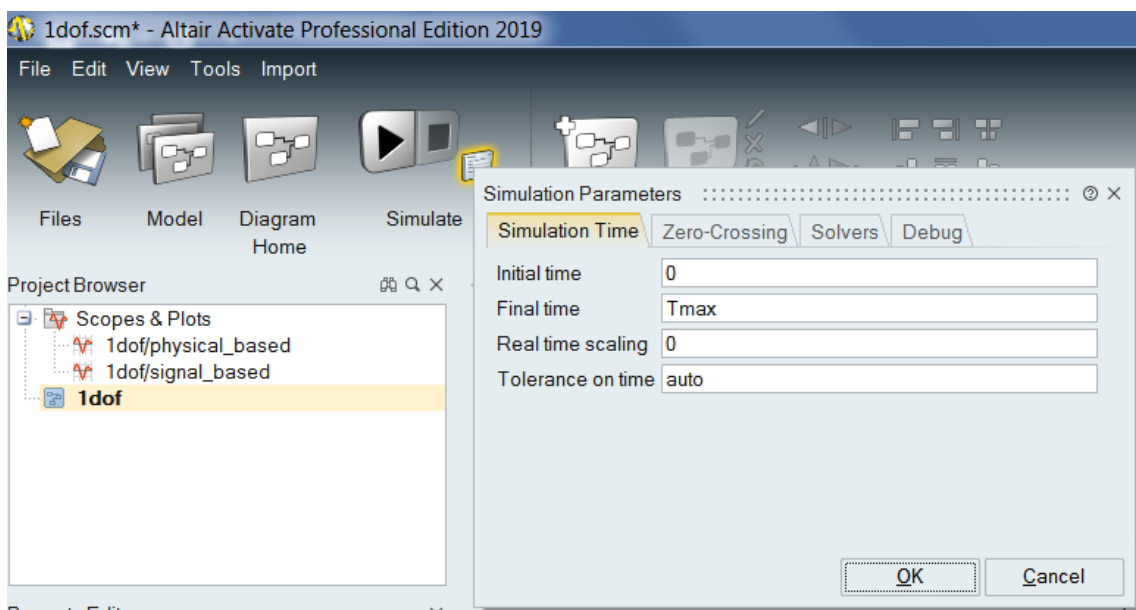 1dof.scm* - Altair Activate Professional Edition 2019
File Edit View Tools Import
Files Model Diagram Home Simulate
Project Browser
Scopes & Plots
1dof/physical_based
1dof/signal_based
1dof
Simulation Parameters
Simulation Time Zero-Crossing Solvers Debug
Initial time 0
Final time Tmax
Real time scaling 0
Tolerance on time auto
OK Cancel